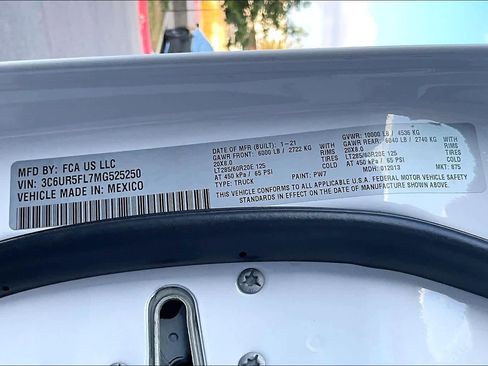 MFD BY: FCA US LLC
VIN: 3C6UR5FL7MG525250
VEHICLE MADE IN: MEXICO
DATE OF MFR (BUILT): 1-21
GAWR FRONT: 6000 LB / 2722 KG
20X8.0 RIMS
LT285/60R20E 125 TIRES
AT 450 kPa / 65 PSI COLD
TYPE: TRUCK PAINT: PW7
GVWR: 10000 LB / 4536 KG
GAWR REAR: 6040 LB / 2740 KG WITH
20X8.0 RIMS
LT285/60R20E 125 TIRES
AT 450 kPa / 65 PSI COLD
MDH: 012013 MKT: 875
THIS VEHICLE CONFORMS TO ALL APPLICABLE U.S.A. FEDERAL MOTOR VEHICLE SAFETY
STANDARDS IN EFFECT ON THE DATE OF MANUFACTURE SHOWN ABOVE.